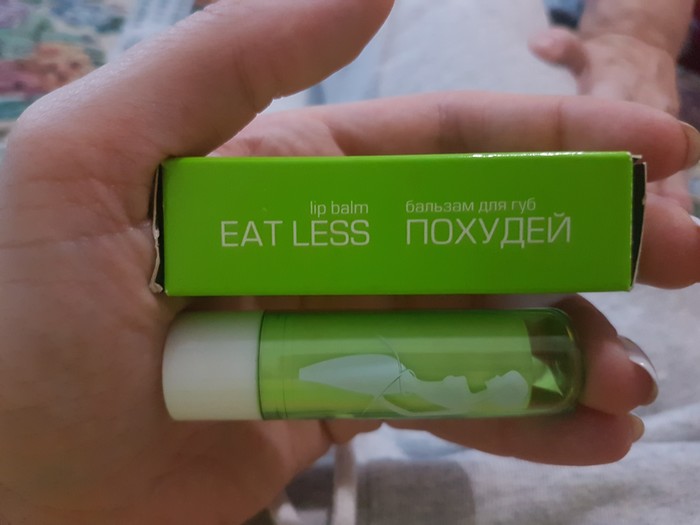 lip balm
EAT LESS
бальзам для губ
ПОХУДЕЙ